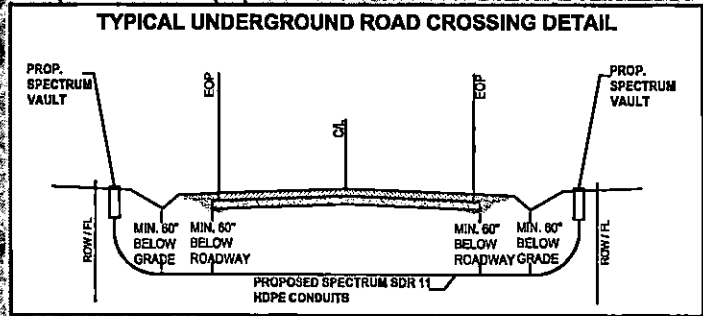 TYPICAL UNDERGROUND ROAD CROSSING DETAIL
PROP.
SPECTRUM
VAULT
EOP
C/L
EOP
PROP.
SPECTRUM
VAULT
ROW / FL
MIN. 60"
BELOW
GRADE
MIN. 60"
BELOW
ROADWAY
MIN. 60"
BELOW
ROADWAY
MIN. 60"
BELOW
GRADE
ROW / FL
PROPOSED SPECTRUM SDR 11
HDPE CONDUITS